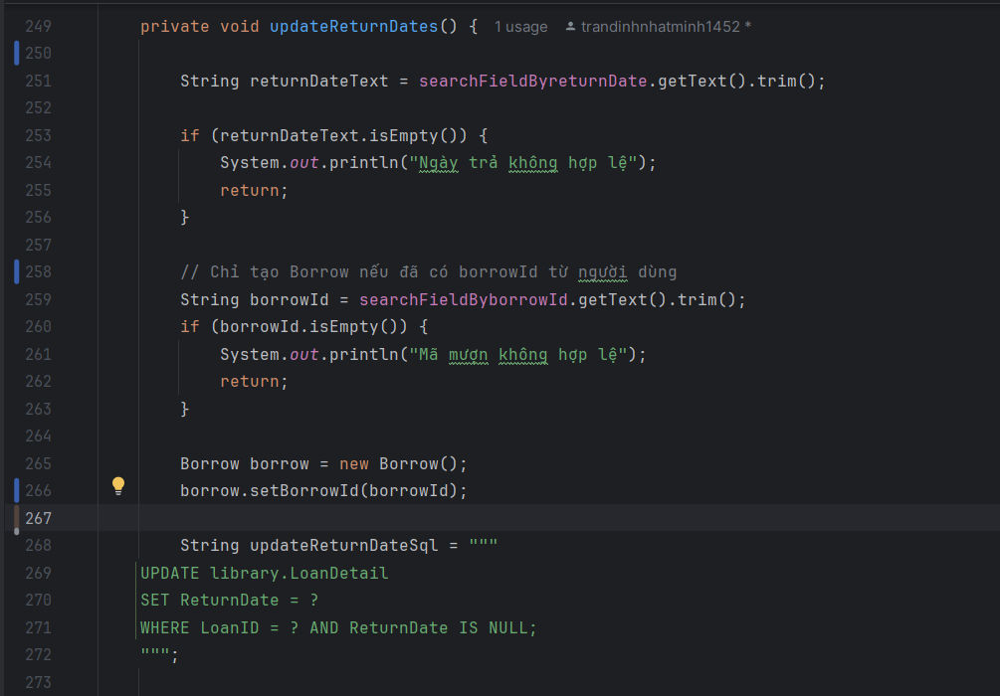 249 private void updateReturnDates() { 1 usage trandinhnhatminh1452 *
250
251 String returnDateText = searchFieldByreturnDate.getText().trim();
252
253 if (returnDateText.isEmpty()) {
254 System.out.println("Ngày trả không hợp lệ");
255 return;
256 }
257
258 // Chỉ tạo Borrow nếu đã có borrowId từ người dùng
259 String borrowId = searchFieldByborrowId.getText().trim();
260 if (borrowId.isEmpty()) {
261 System.out.println("Mã mượn không hợp lệ");
262 return;
263 }
264
265 Borrow borrow = new Borrow();
266 borrow.setBorrowId(borrowId);
267
268 String updateReturnDateSql = """
269 UPDATE library.LoanDetail
270 SET ReturnDate = ?
271 WHERE LoanID = ? AND ReturnDate IS NULL;
272 """;
273